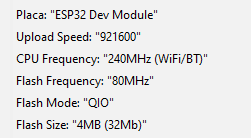 Placa: "ESP32 Dev Module"
Upload Speed: "921600"
CPU Frequency: "240MHz (WiFi/BT)"
Flash Frequency: "80MHz"
Flash Mode: "QIO"
Flash Size: "4MB (32Mb)"